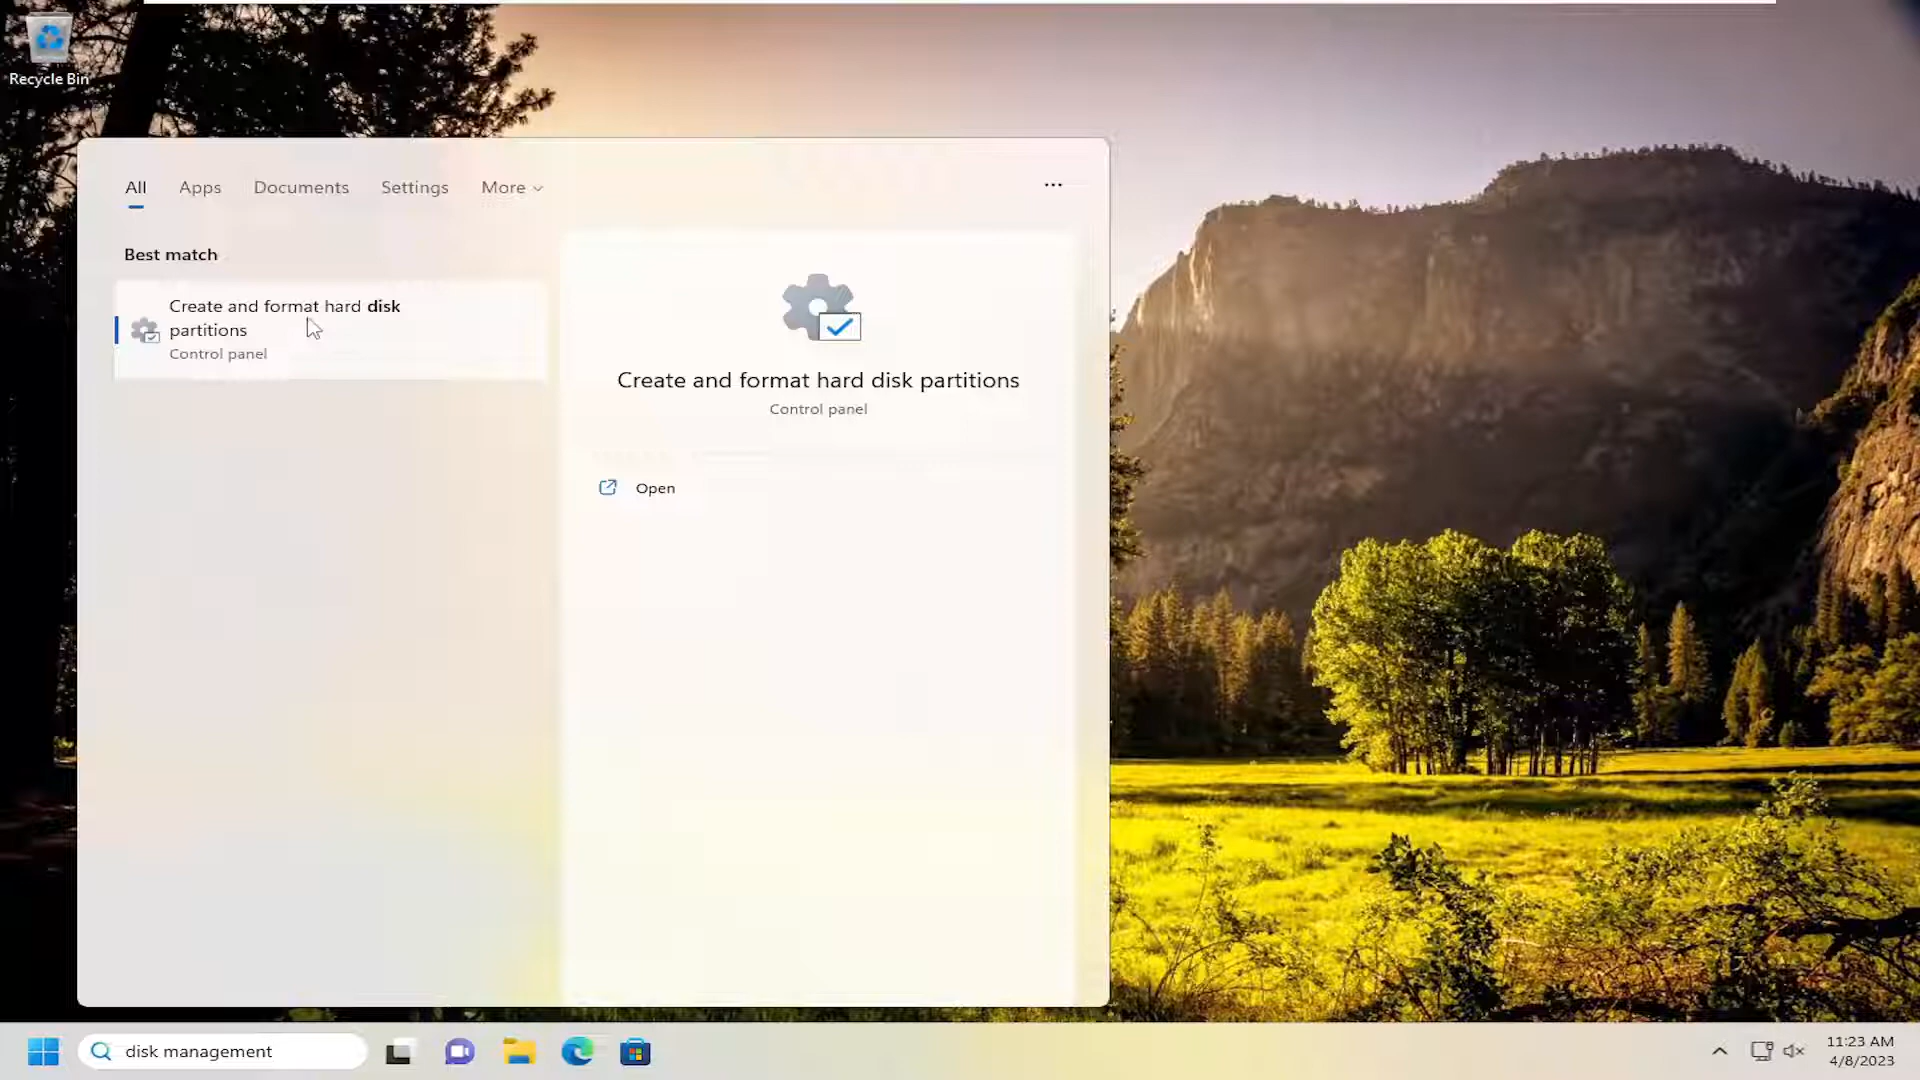 Recycle Bin
All Apps Documents Settings More
Best match
Create and format hard disk
partitions
Control panel
Create and format hard disk partitions
Control panel
Open
disk management
11:23 AM
4/8/2023